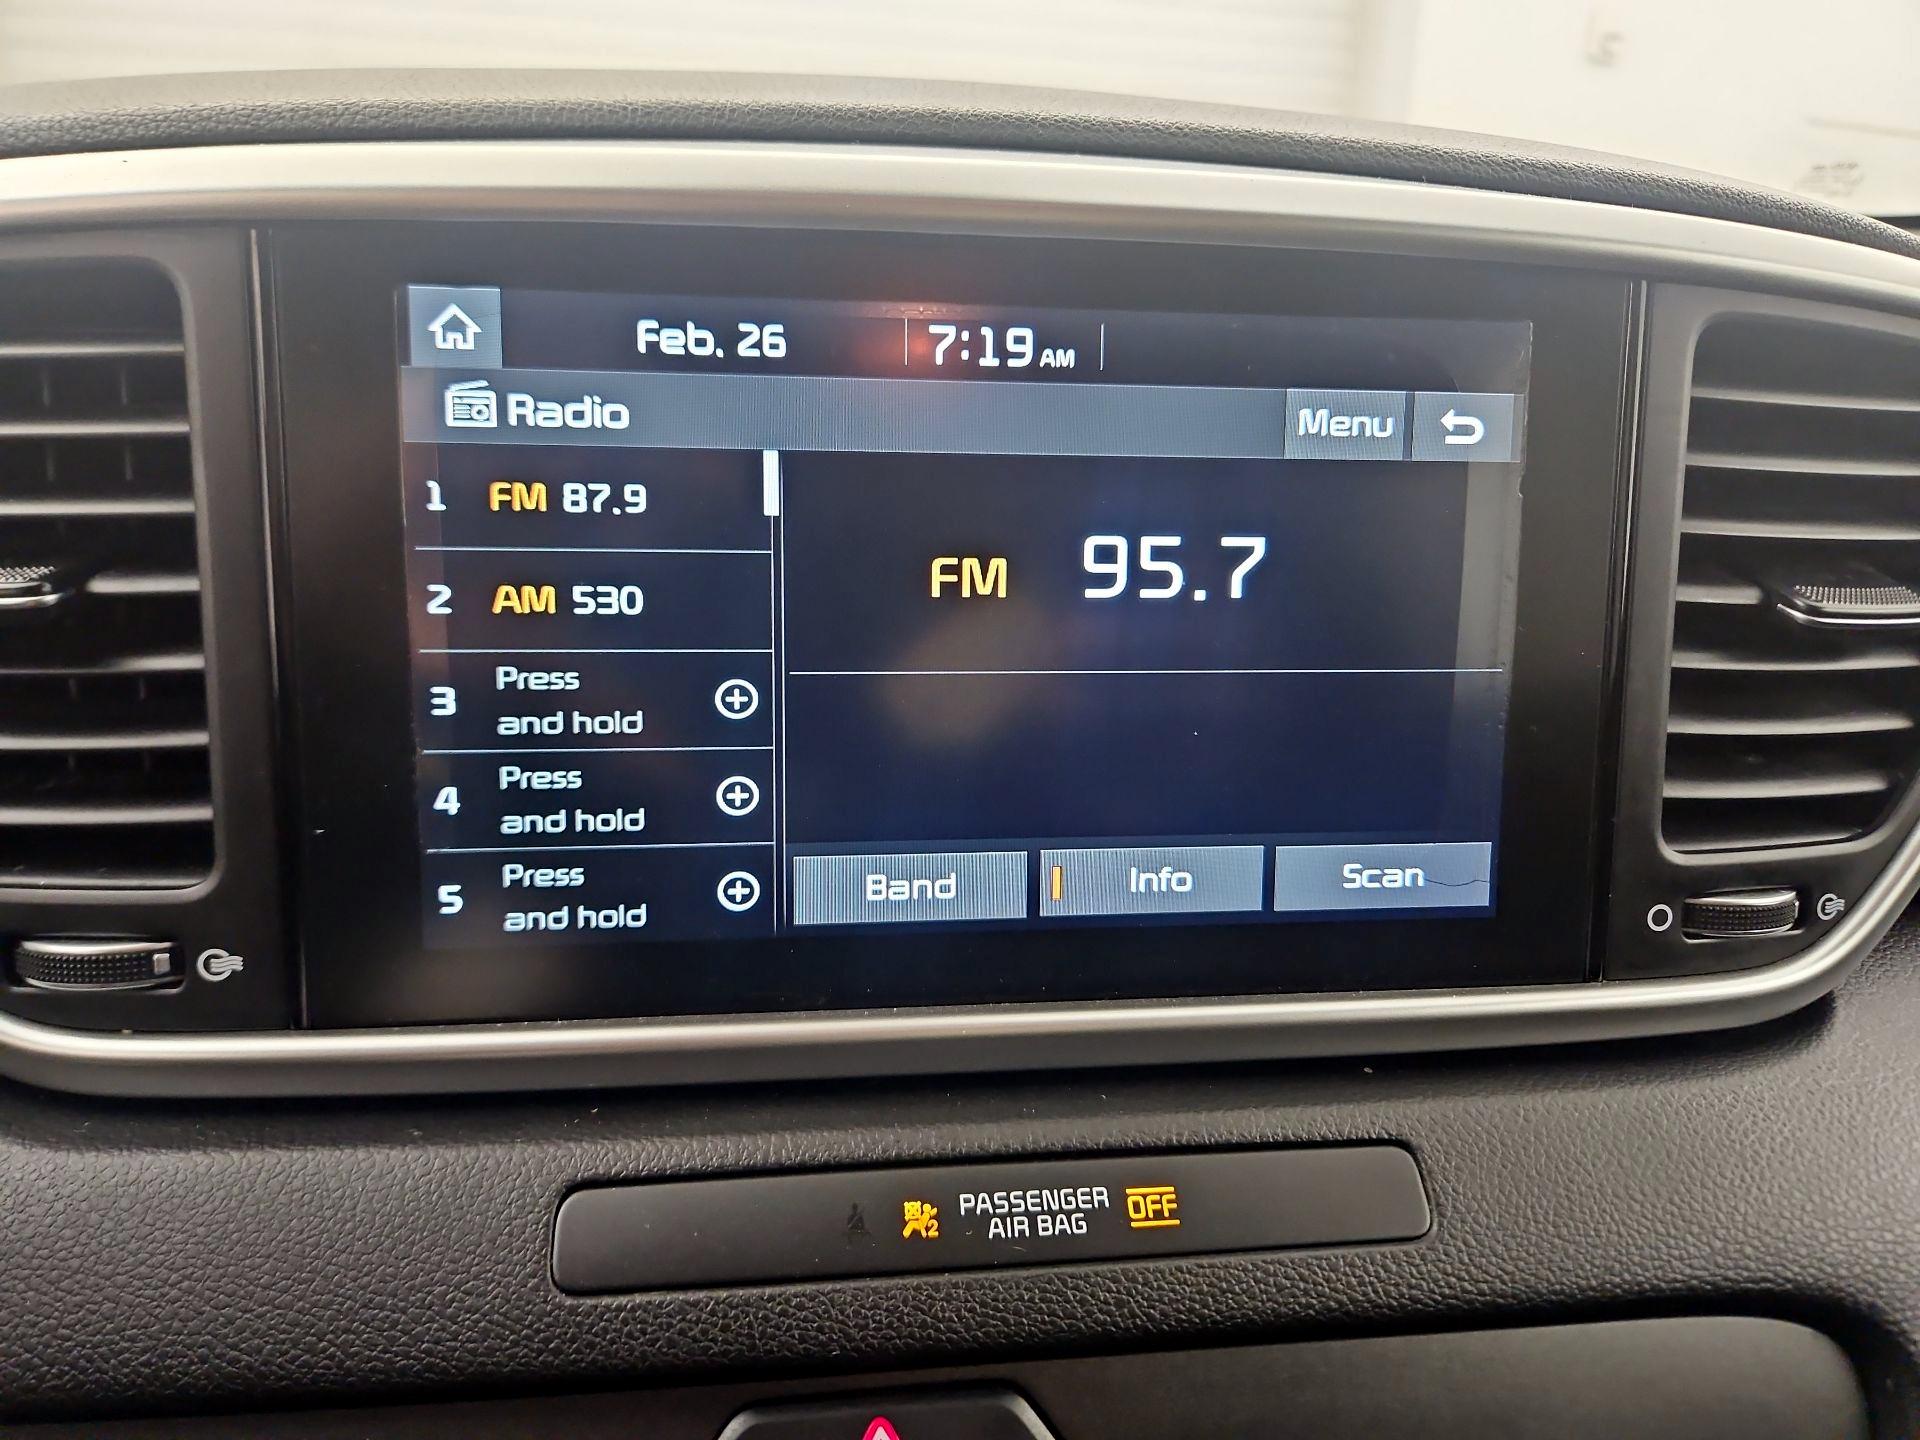 Feb. 26 7:19 AM
Radio Menu
1 FM 87.9
FM 95.7
2 AM 530
3 Press
and hold
4 Press
and hold
5 Press
and hold
Band Info Scan
2 PASSENGER
AIR BAG OFF